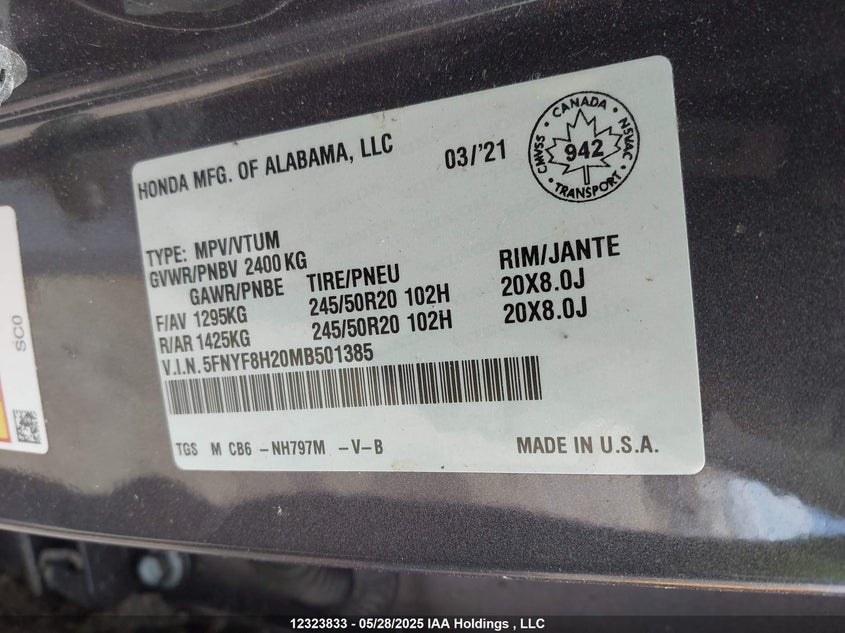 HONDA MFG. OF ALABAMA, LLC
03/'21
CMVSS • CANADA • NSVAC • TRANSPORT •
942
TYPE: MPV/VTUM
GVWR/PNBV 2400 KG
GAWR/PNBE TIRE/PNEU RIM/JANTE
F/AV 1295KG 245/50R20 102H 20X8.0J
R/AR 1425KG 245/50R20 102H 20X8.0J
V.I.N. 5FNYF8H20MB501385
TGS M CB6 –NH797M –V–B
MADE IN U.S.A.
SC0
12323833 - 05/28/2025 IAA Holdings , LLC